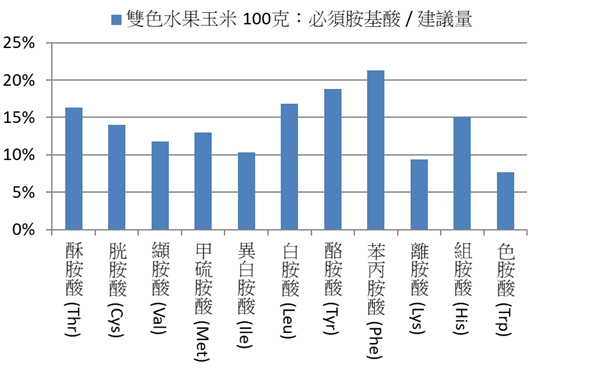 雙色水果玉米 100克：必須胺基酸 / 建議量
25%
20%
15%
10%
5%
0%
酥胺酸 (Thr)
胱胺酸 (Cys)
纈胺酸 (Val)
甲硫胺酸 (Met)
異白胺酸 (Ile)
白胺酸 (Leu)
酪胺酸 (Tyr)
苯丙胺酸 (Phe)
離胺酸 (Lys)
組胺酸 (His)
色胺酸 (Trp)